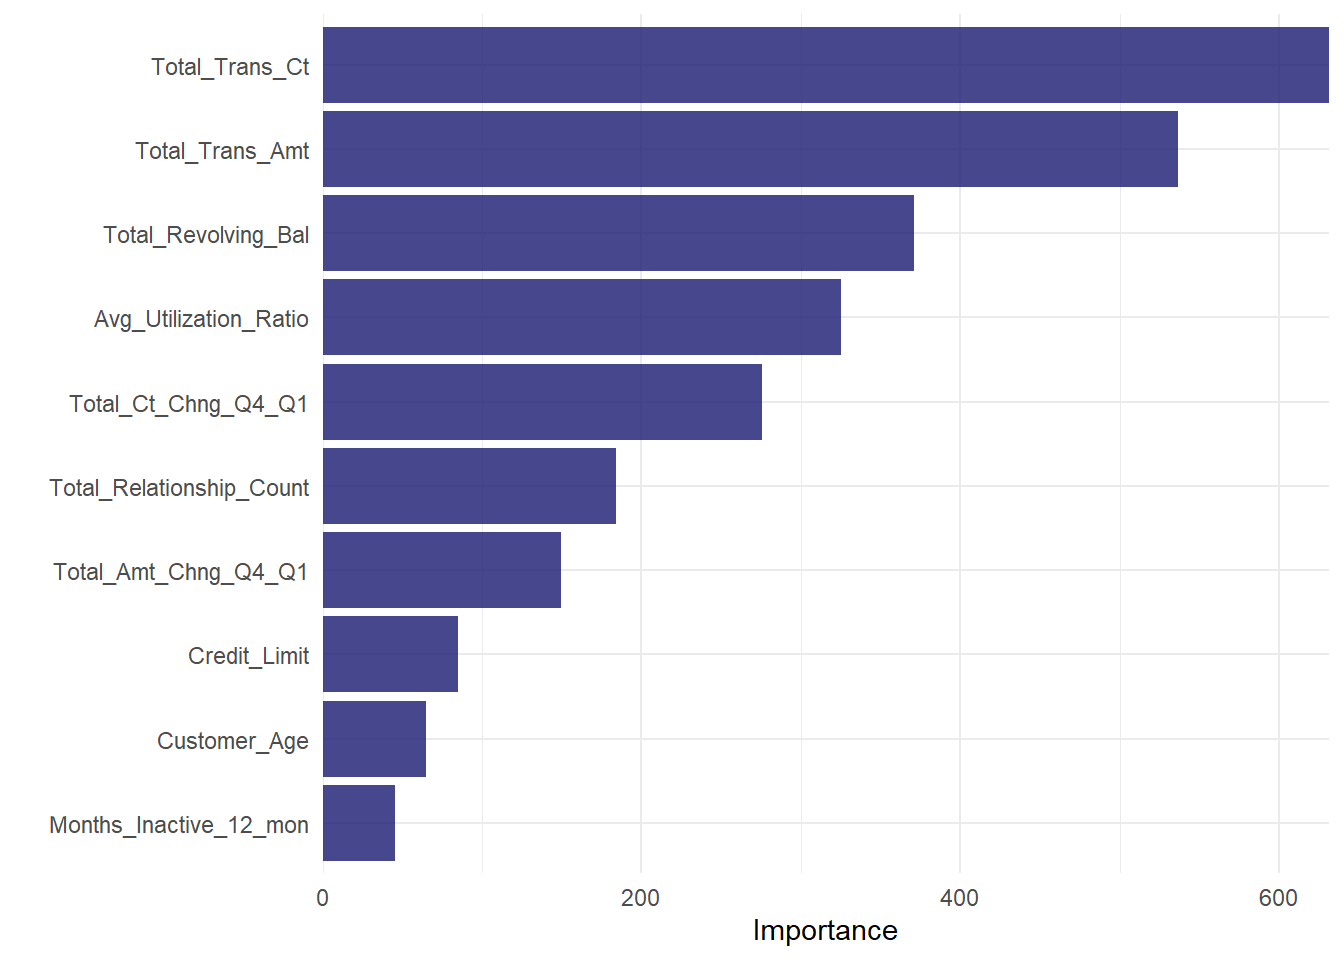 Total_Trans_Ct
Total_Trans_Amt
Total_Revolving_Bal
Avg_Utilization_Ratio
Total_Ct_Chng_Q4_Q1
Total_Relationship_Count
Total_Amt_Chng_Q4_Q1
Credit_Limit
Customer_Age
Months_Inactive_12_mon
0 200 400 600
Importance